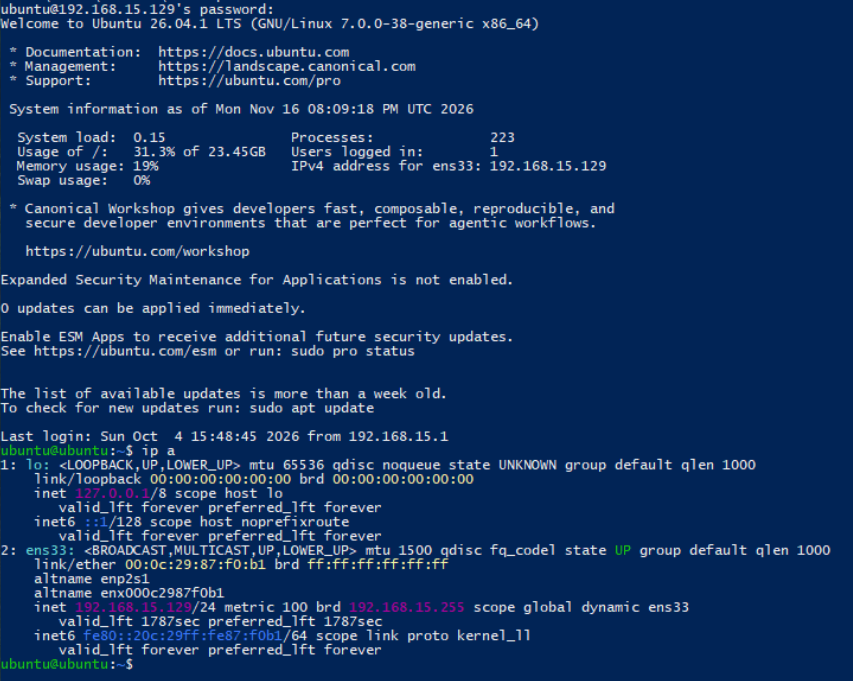 ubuntu@192.168.15.129's password:
Welcome to Ubuntu 26.04.1 LTS (GNU/Linux 7.0.0-38-generic x86_64)
* Documentation:  https://docs.ubuntu.com
* Management:     https://landscape.canonical.com
* Support:        https://ubuntu.com/pro
System information as of Mon Nov 16 08:09:18 PM UTC 2026
System load:  0.15               Processes:              223
Usage of /:   31.3% of 23.45GB   Users logged in:        1
Memory usage: 19%                IPv4 address for ens33: 192.168.15.129
Swap usage:   0%
* Canonical Workshop gives developers fast, composable, reproducible, and
secure developer environments that are perfect for agentic workflows.
https://ubuntu.com/workshop
Expanded Security Maintenance for Applications is not enabled.
0 updates can be applied immediately.
Enable ESM Apps to receive additional future security updates.
See https://ubuntu.com/esm or run: sudo pro status
The list of available updates is more than a week old.
To check for new updates run: sudo apt update
Last login: Sun Oct  4 15:48:45 2026 from 192.168.15.1
ubuntu@ubuntu:~$ ip a
1: lo: <LOOPBACK,UP,LOWER_UP> mtu 65536 qdisc noqueue state UNKNOWN group default qlen 1000
link/loopback 00:00:00:00:00:00 brd 00:00:00:00:00:00
inet 127.0.0.1/8 scope host lo
valid_lft forever preferred_lft forever
inet6 ::1/128 scope host noprefixroute
valid_lft forever preferred_lft forever
2: ens33: <BROADCAST,MULTICAST,UP,LOWER_UP> mtu 1500 qdisc fq_codel state UP group default qlen 1000
link/ether 00:0c:29:87:f0:b1 brd ff:ff:ff:ff:ff:ff
altname enp2s1
altname enx000c2987f0b1
inet 192.168.15.129/24 metric 100 brd 192.168.15.255 scope global dynamic ens33
valid_lft 1787sec preferred_lft 1787sec
inet6 fe80::20c:29ff:fe87:f0b1/64 scope link proto kernel_ll
valid_lft forever preferred_lft forever
ubuntu@ubuntu:~$